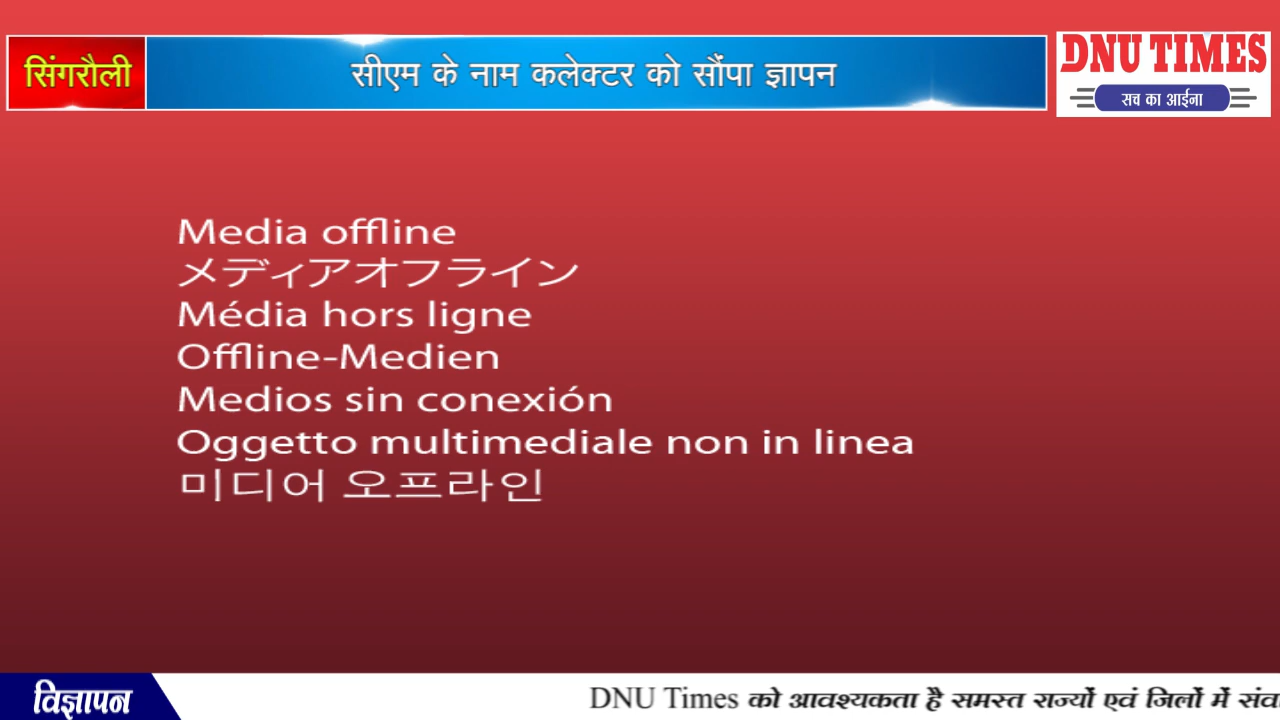 सिंगरौली
सीएम के नाम कलेक्टर को सौंपा ज्ञापन
DNU TIMES
सच का आईना
Media offline
メディアオフライン
Média hors ligne
Offline-Medien
Medios sin conexión
Oggetto multimediale non in linea
미디어 오프라인
विज्ञापन
DNU Times को आवश्यकता है समस्त राज्यों एवं जिलों में